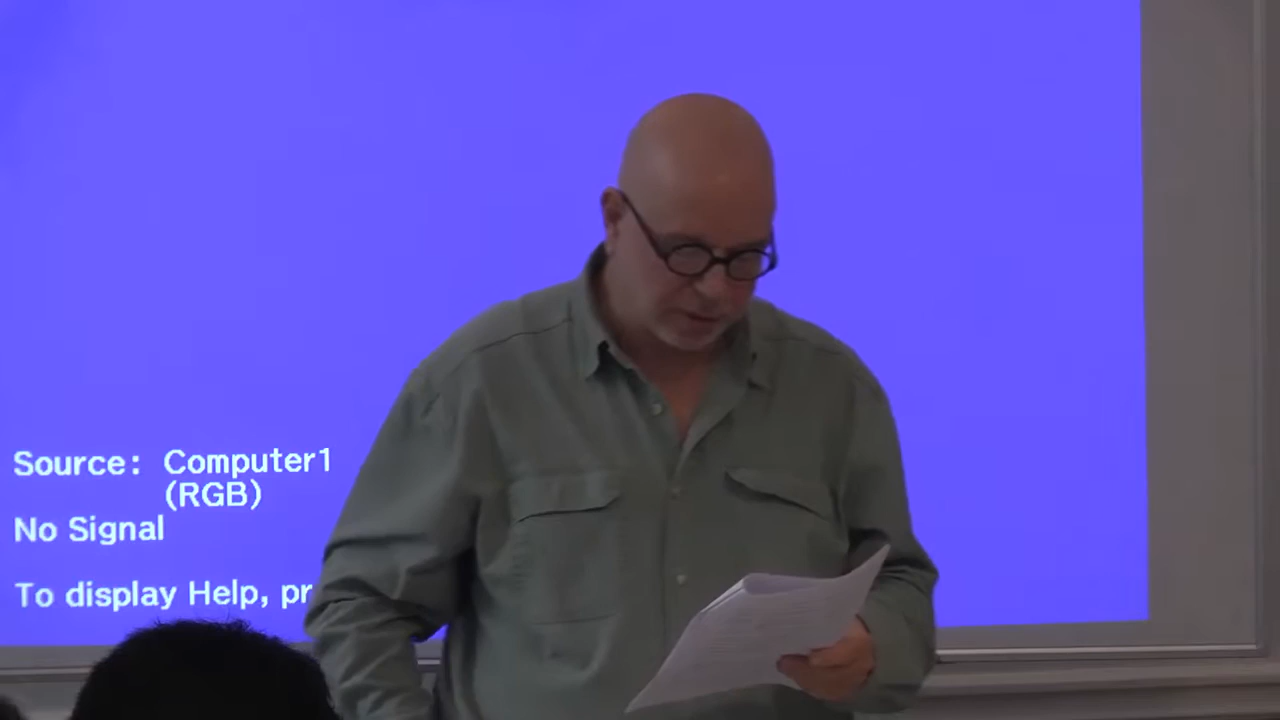 Source: Computer1
(RGB)
No Signal
To display Help, pr